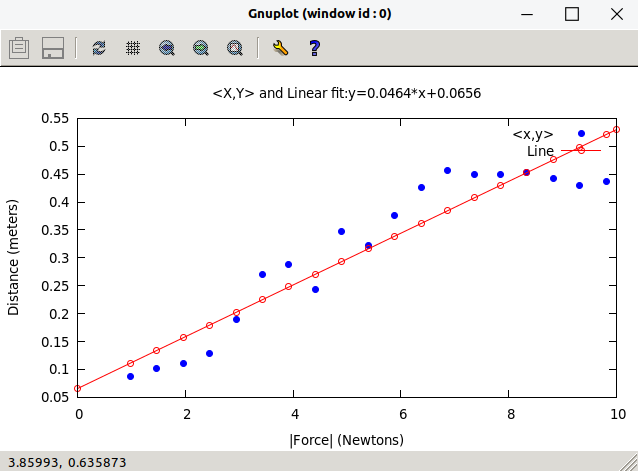 Gnuplot (window id : 0)
?
<X,Y> and Linear fit:y=0.0464*x+0.0656
<x,y>
Line
0.55
0.5
0.45
0.4
0.35
0.3
0.25
0.2
0.15
0.1
0.05
Distance (meters)
0 2 4 6 8 10
|Force| (Newtons)
3.85993, 0.635873